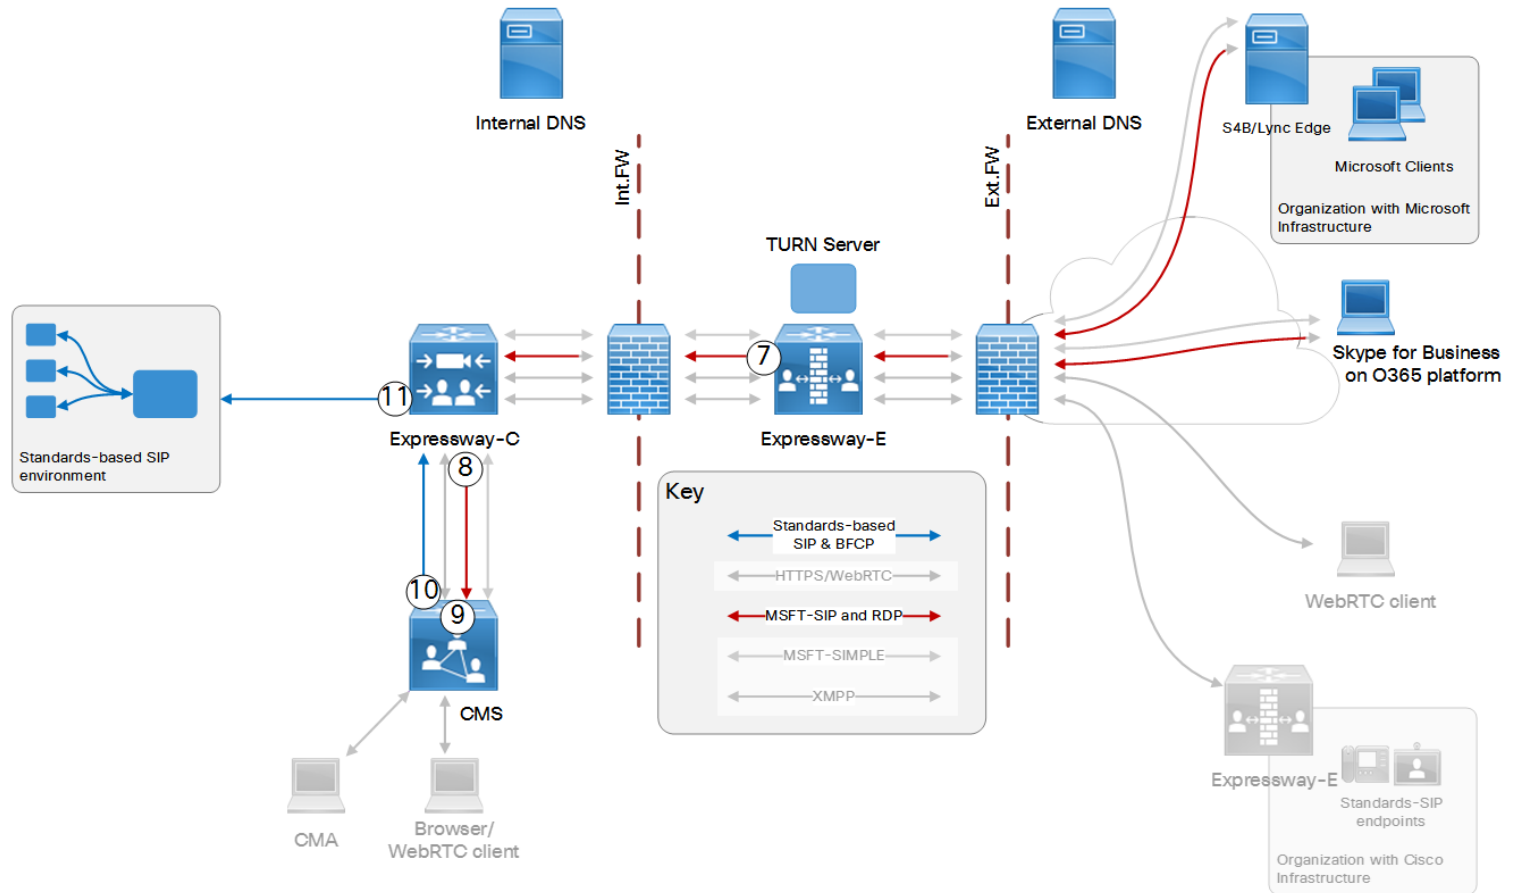 Internal DNS
External DNS
S4B/Lync Edge
Microsoft Clients
Organization with Microsoft
Infrastructure
Int.FW
Ext.FW
TURN Server
7
Skype for Business
on O365 platform
11
Expressway-C
Expressway-E
Standards-based SIP
environment
8
Key
Standards-based
SIP & BFCP
HTTPS/WebRTC
MSFT-SIP and RDP
MSFT-SIMPLE
XMPP
10
9
WebRTC client
CMS
CMA
Browser/
WebRTC client
Expressway-E
Standards-SIP
endpoints
Organization with Cisco
Infrastructure